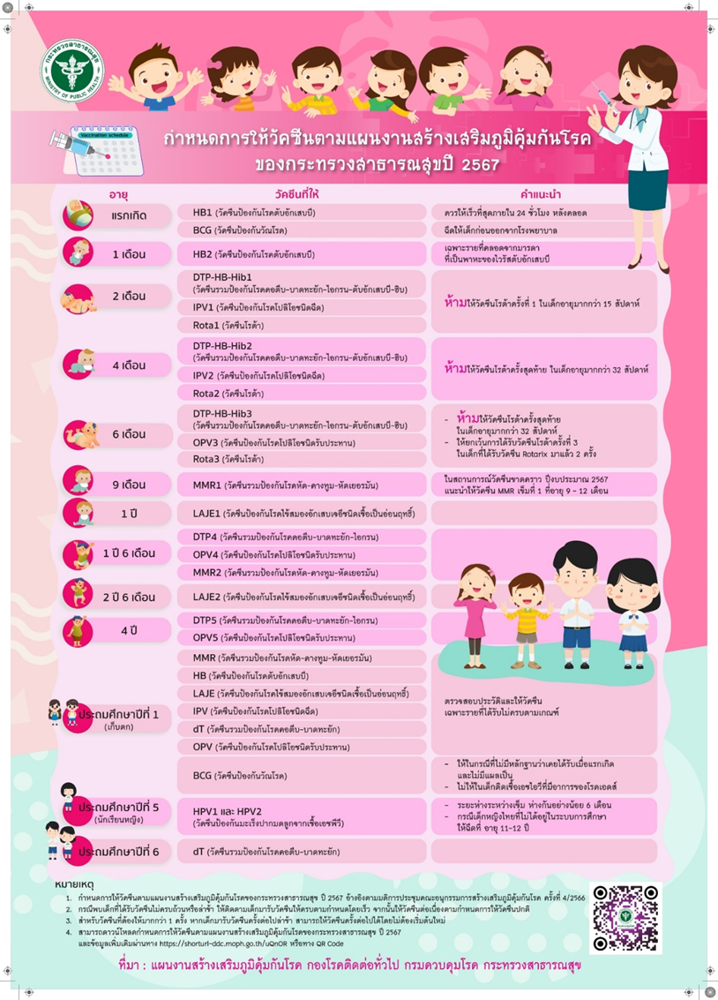 กระทรวงสาธารณสุข
MINISTRY OF PUBLIC HEALTH
Vaccination schedule
กำหนดการให้วัคซีนตามแผนงานสร้างเสริมภูมิคุ้มกันโรค
ของกระทรวงสาธารณสุขปี 2567
อายุ วัคซีนที่ให้ คำแนะนำ
แรกเกิด
HB1 (วัคซีนป้องกันโรคตับอักเสบบี)
ควรให้เร็วที่สุดภายใน 24 ชั่วโมง หลังคลอด
BCG (วัคซีนป้องกันวัณโรค)
ฉีดให้เด็กก่อนออกจากโรงพยาบาล
1 เดือน
HB2 (วัคซีนป้องกันโรคตับอักเสบบี)
เฉพาะรายที่คลอดจากมารดา
ที่เป็นพาหะของไวรัสตับอักเสบบี
2 เดือน
DTP-HB-Hib1
(วัคซีนรวมป้องกันโรคคอตีบ-บาดทะยัก-ไอกรน-ตับอักเสบบี-ฮิบ)
IPV1 (วัคซีนป้องกันโรคโปลิโอชนิดฉีด)
Rota1 (วัคซีนโรต้า)
ห้ามให้วัคซีนโรต้าครั้งที่ 1 ในเด็กอายุมากกว่า 15 สัปดาห์
4 เดือน
DTP-HB-Hib2
(วัคซีนรวมป้องกันโรคคอตีบ-บาดทะยัก-ไอกรน-ตับอักเสบบี-ฮิบ)
IPV2 (วัคซีนป้องกันโรคโปลิโอชนิดฉีด)
Rota2 (วัคซีนโรต้า)
ห้ามให้วัคซีนโรต้าครั้งสุดท้าย ในเด็กอายุมากกว่า 32 สัปดาห์
6 เดือน
DTP-HB-Hib3
(วัคซีนรวมป้องกันโรคคอตีบ-บาดทะยัก-ไอกรน-ตับอักเสบบี-ฮิบ)
OPV3 (วัคซีนป้องกันโรคโปลิโอชนิดรับประทาน)
Rota3 (วัคซีนโรต้า)
- ห้ามให้วัคซีนโรต้าครั้งสุดท้าย
ในเด็กอายุมากกว่า 32 สัปดาห์
- ให้ยกเว้นการได้รับวัคซีนโรต้าครั้งที่ 3
ในเด็กที่ได้รับวัคซีน Rotarix มาแล้ว 2 ครั้ง
9 เดือน
MMR1 (วัคซีนรวมป้องกันโรคหัด-คางทูม-หัดเยอรมัน)
ในสถานการณ์วัคซีนขาดคราว ปีงบประมาณ 2567
แนะนำให้วัคซีน MMR เข็มที่ 1 ที่อายุ 9 - 12 เดือน
1 ปี
LAJE1 (วัคซีนป้องกันโรคไข้สมองอักเสบเจอีชนิดเชื้อเป็นอ่อนฤทธิ์)
1 ปี 6 เดือน
DTP4 (วัคซีนรวมป้องกันโรคคอตีบ-บาดทะยัก-ไอกรน)
OPV4 (วัคซีนป้องกันโรคโปลิโอชนิดรับประทาน)
MMR2 (วัคซีนรวมป้องกันโรคหัด-คางทูม-หัดเยอรมัน)
2 ปี 6 เดือน
LAJE2 (วัคซีนป้องกันโรคไข้สมองอักเสบเจอีชนิดเชื้อเป็นอ่อนฤทธิ์)
4 ปี
DTP5 (วัคซีนรวมป้องกันโรคคอตีบ-บาดทะยัก-ไอกรน)
OPV5 (วัคซีนป้องกันโรคโปลิโอชนิดรับประทาน)
ประถมศึกษาปีที่ 1
(เก็บตก)
MMR (วัคซีนรวมป้องกันโรคหัด-คางทูม-หัดเยอรมัน)
HB (วัคซีนป้องกันโรคตับอักเสบบี)
LAJE (วัคซีนป้องกันโรคไข้สมองอักเสบเจอีชนิดเชื้อเป็นอ่อนฤทธิ์)
IPV (วัคซีนป้องกันโรคโปลิโอชนิดฉีด)
dT (วัคซีนรวมป้องกันโรคคอตีบ-บาดทะยัก)
OPV (วัคซีนป้องกันโรคโปลิโอชนิดรับประทาน)
ตรวจสอบประวัติและให้วัคซีน
เฉพาะรายที่ได้รับไม่ครบตามเกณฑ์
BCG (วัคซีนป้องกันวัณโรค)
- ให้ในกรณีที่ไม่มีหลักฐานว่าเคยได้รับเมื่อแรกเกิด
และไม่มีแผลเป็น
- ไม่ให้ในเด็กติดเชื้อเอชไอวีที่มีอาการของโรคเอดส์
ประถมศึกษาปีที่ 5
(นักเรียนหญิง)
HPV1 และ HPV2
(วัคซีนป้องกันมะเร็งปากมดลูกจากเชื้อเอชพีวี)
- ระยะห่างระหว่างเข็ม ห่างกันอย่างน้อย 6 เดือน
- กรณีเด็กหญิงไทยที่ไม่ได้อยู่ในระบบการศึกษา
ให้ฉีดที่ อายุ 11-12 ปี
ประถมศึกษาปีที่ 6
dT (วัคซีนรวมป้องกันโรคคอตีบ-บาดทะยัก)
หมายเหตุ
1. กำหนดการให้วัคซีนตามแผนงานสร้างเสริมภูมิคุ้มกันโรคของกระทรวงสาธารณสุข ปี 2567 อ้างอิงตามมติการประชุมคณะอนุกรรมการสร้างเสริมภูมิคุ้มกันโรค ครั้งที่ 4/2566
2. กรณีพบเด็กที่ได้รับวัคซีนไม่ครบถ้วนหรือล่าช้า ให้ติดตามเด็กมารับวัคซีนให้ครบตามกำหนดโดยเร็ว จากนั้นให้วัคซีนต่อเนื่องตามกำหนดการให้วัคซีนปกติ
3. สำหรับวัคซีนที่ต้องให้มากกว่า 1 ครั้ง หากเด็กมารับวัคซีนครั้งต่อไปล่าช้า สามารถให้วัคซีนครั้งต่อไปได้โดยไม่ต้องเริ่มต้นใหม่
4. สามารถดาวน์โหลดกำหนดการให้วัคซีนตามแผนงานสร้างเสริมภูมิคุ้มกันโรคของกระทรวงสาธารณสุข ปี 2567
และข้อมูลเพิ่มเติมผ่านทาง https://shorturl-ddc.moph.go.th/uQnOR หรือทาง QR Code
ที่มา : แผนงานสร้างเสริมภูมิคุ้มกันโรค กองโรคติดต่อทั่วไป กรมควบคุมโรค กระทรวงสาธารณสุข